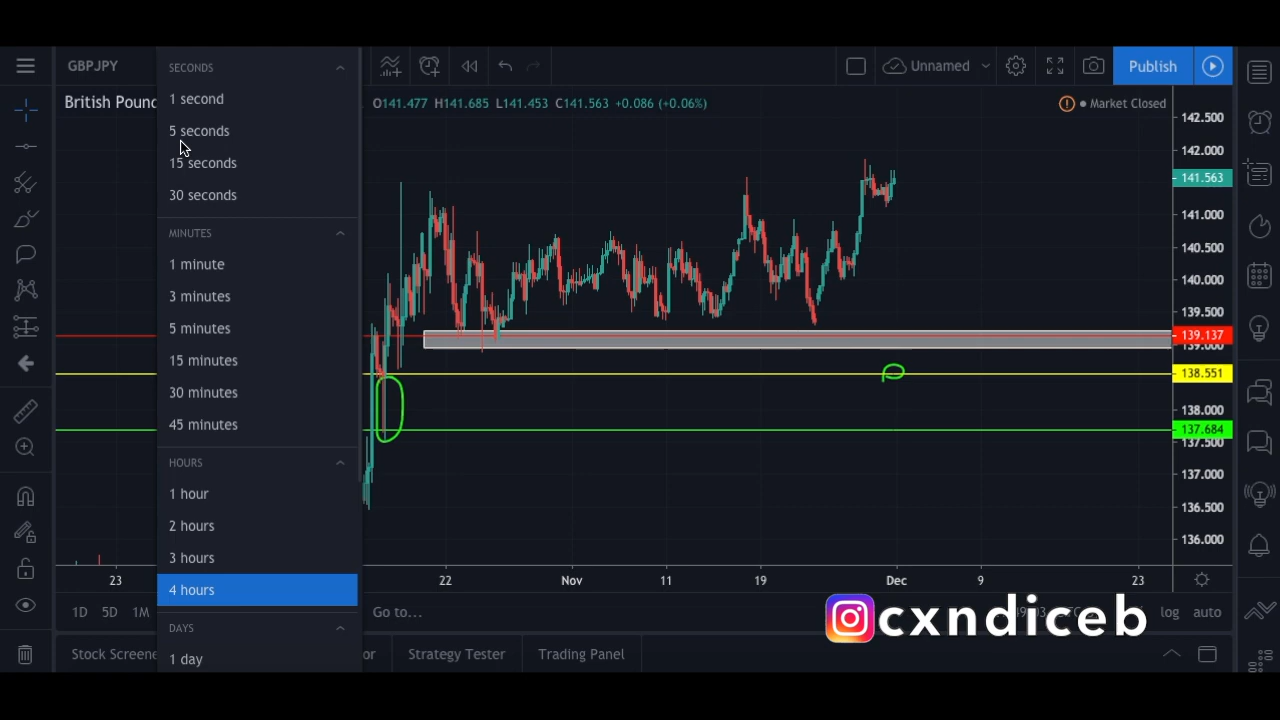 GBPJPY
SECONDS
1 second
5 seconds
15 seconds
30 seconds
MINUTES
1 minute
3 minutes
5 minutes
15 minutes
30 minutes
45 minutes
HOURS
1 hour
2 hours
3 hours
4 hours
DAYS
1 day
Unnamed
Publish
British Pound
O141.477 H141.685 L141.453 C141.563 +0.086 (+0.06%)
Market Closed
142.500
142.000
141.563
141.000
140.500
140.000
139.500
139.137
139.000
138.551
138.000
137.684
137.500
137.000
136.500
136.000
23 22 Nov 11 19 Dec 9 23
1D 5D 1M Go to... log auto
cxndiceb
Stock Screene Strategy Tester Trading Panel